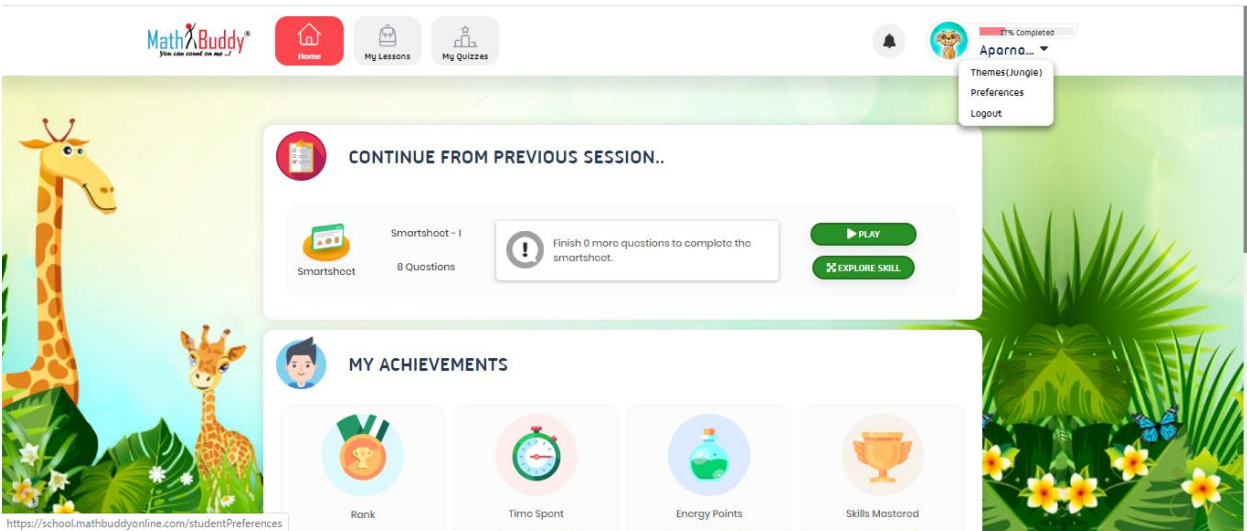 MathBuddy®
You can count on me ..!
Home
My Lessons
My Quizzes
27% Completed
Aparna...
Themes(Jungle)
Preferences
Logout
CONTINUE FROM PREVIOUS SESSION..
Smartsheet
Smartsheet - I
8 Questions
Finish 0 more questions to complete the
smartsheet.
PLAY
EXPLORE SKILL
MY ACHIEVEMENTS
Rank
Time Spent
Energy Points
Skills Mastered
https://school.mathbuddyonline.com/studentPreferences